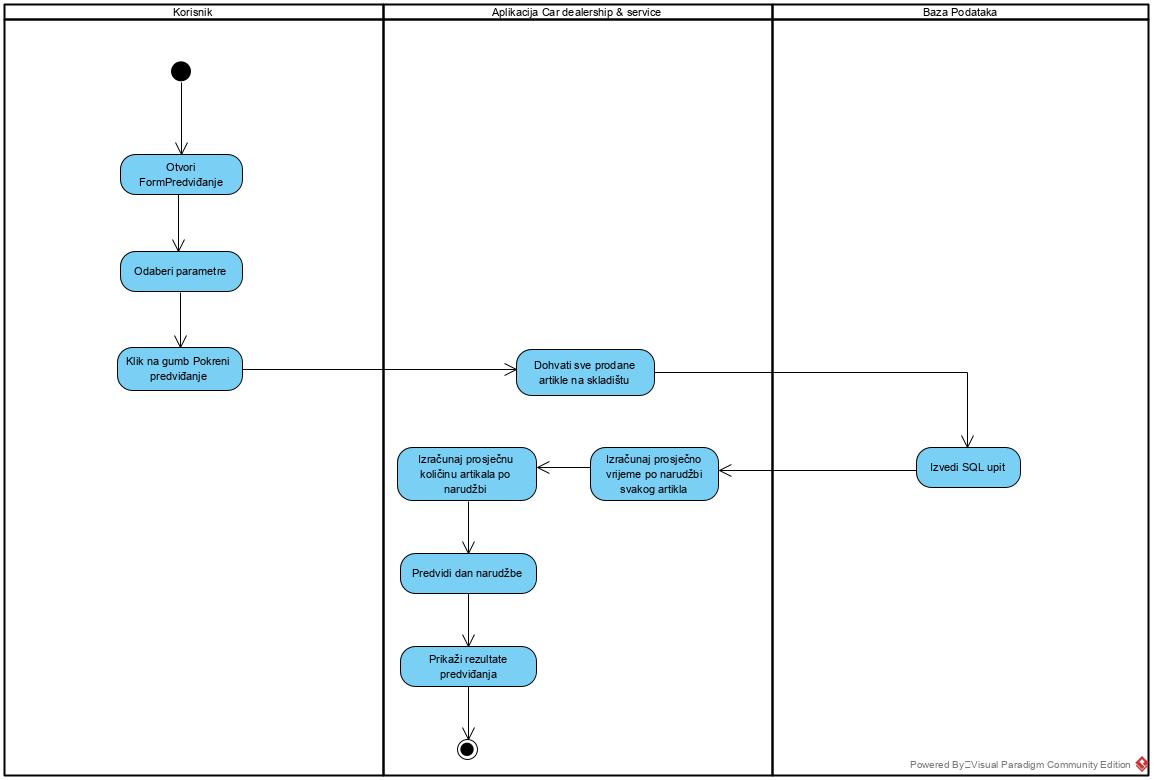 Korisnik
Aplikacija Car dealership & service
Baza Podataka
Otvori
FormPredviđanje
Odaberi parametre
Klik na gumb Pokreni
predviđanje
Dohvati sve prodane
artikle na skladištu
Izvedi SQL upit
Izračunaj prosječno
vrijeme po narudžbi
svakog artikla
Izračunaj prosječnu
količinu artikala po
narudžbi
Predvidi dan narudžbe
Prikaži rezultate
predviđanja
Powered By Visual Paradigm Community Edition